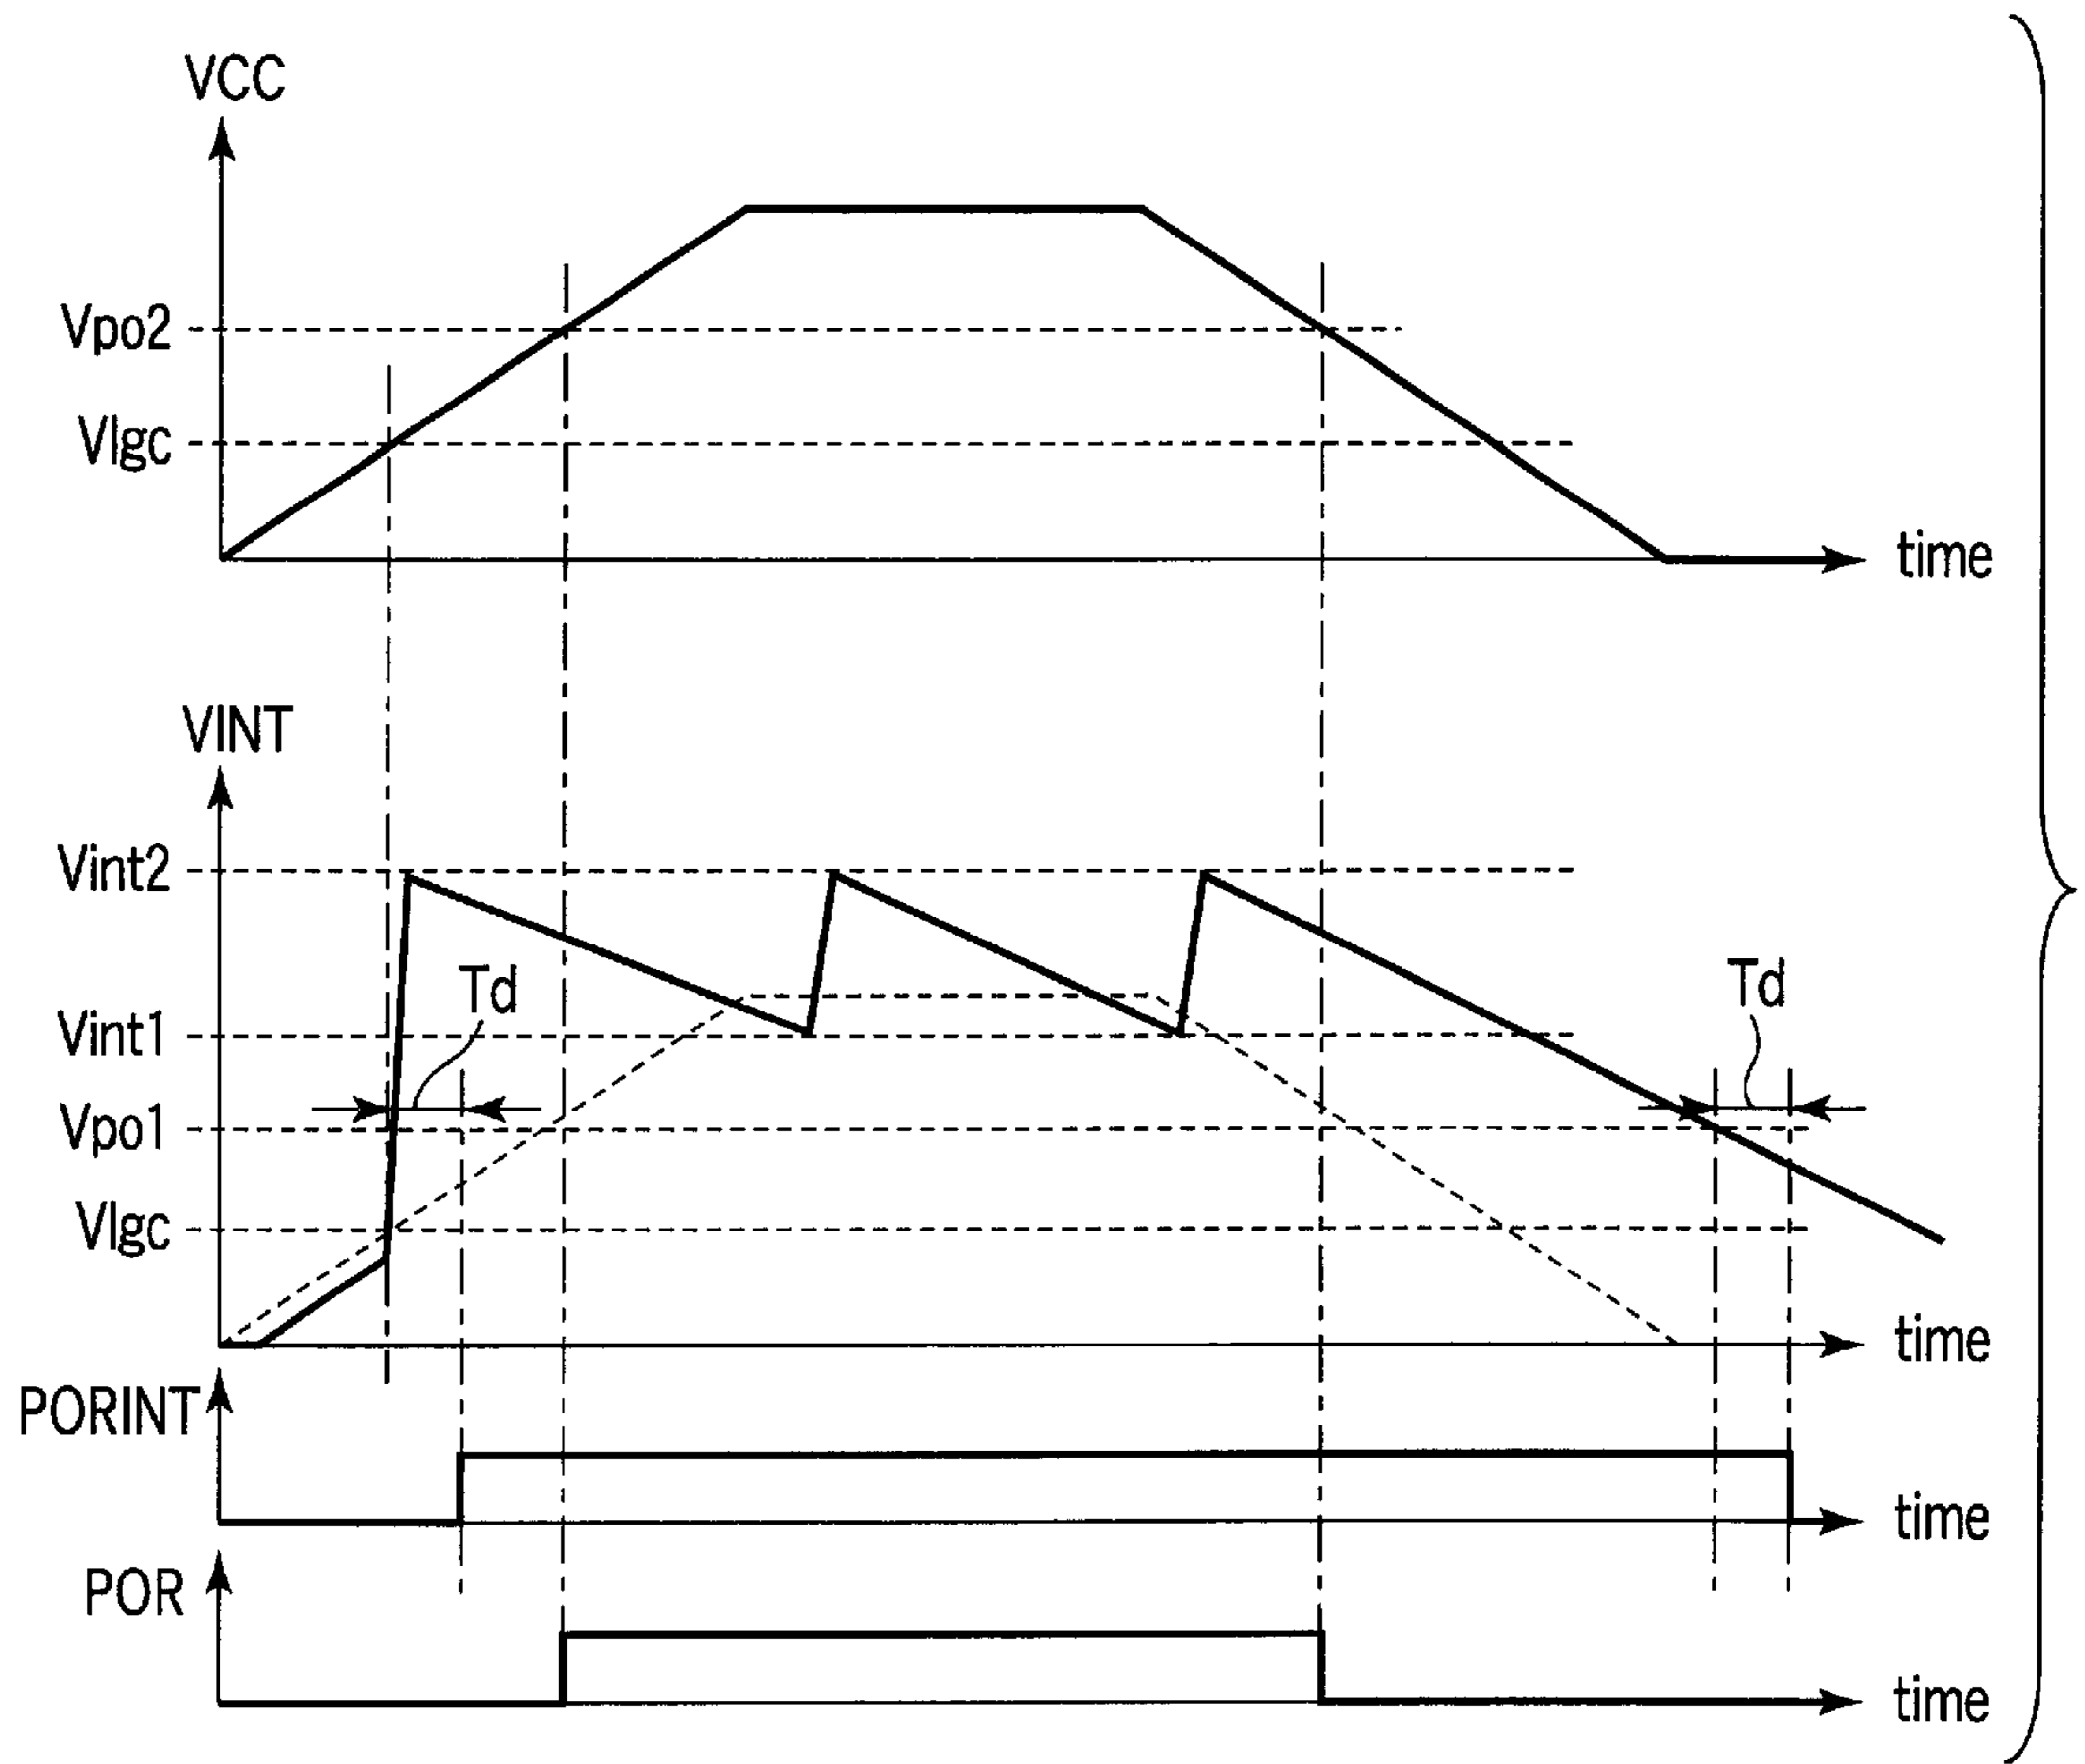 VCC
Vpo2
Vlgc
time
VINT
Vint2
Td
Td
Vint1
Vpo1
Vlgc
time
PORINT
time
POR
time